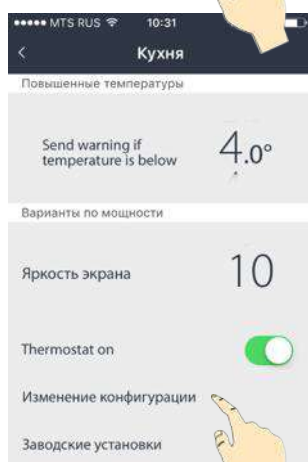 MTS RUS 10:31
Кухня
Повышенные температуры
Send warning if
temperature is below
4.0°
Варианты по мощности
Яркость экрана 10
Thermostat on
Изменение конфигурации
Заводские установки